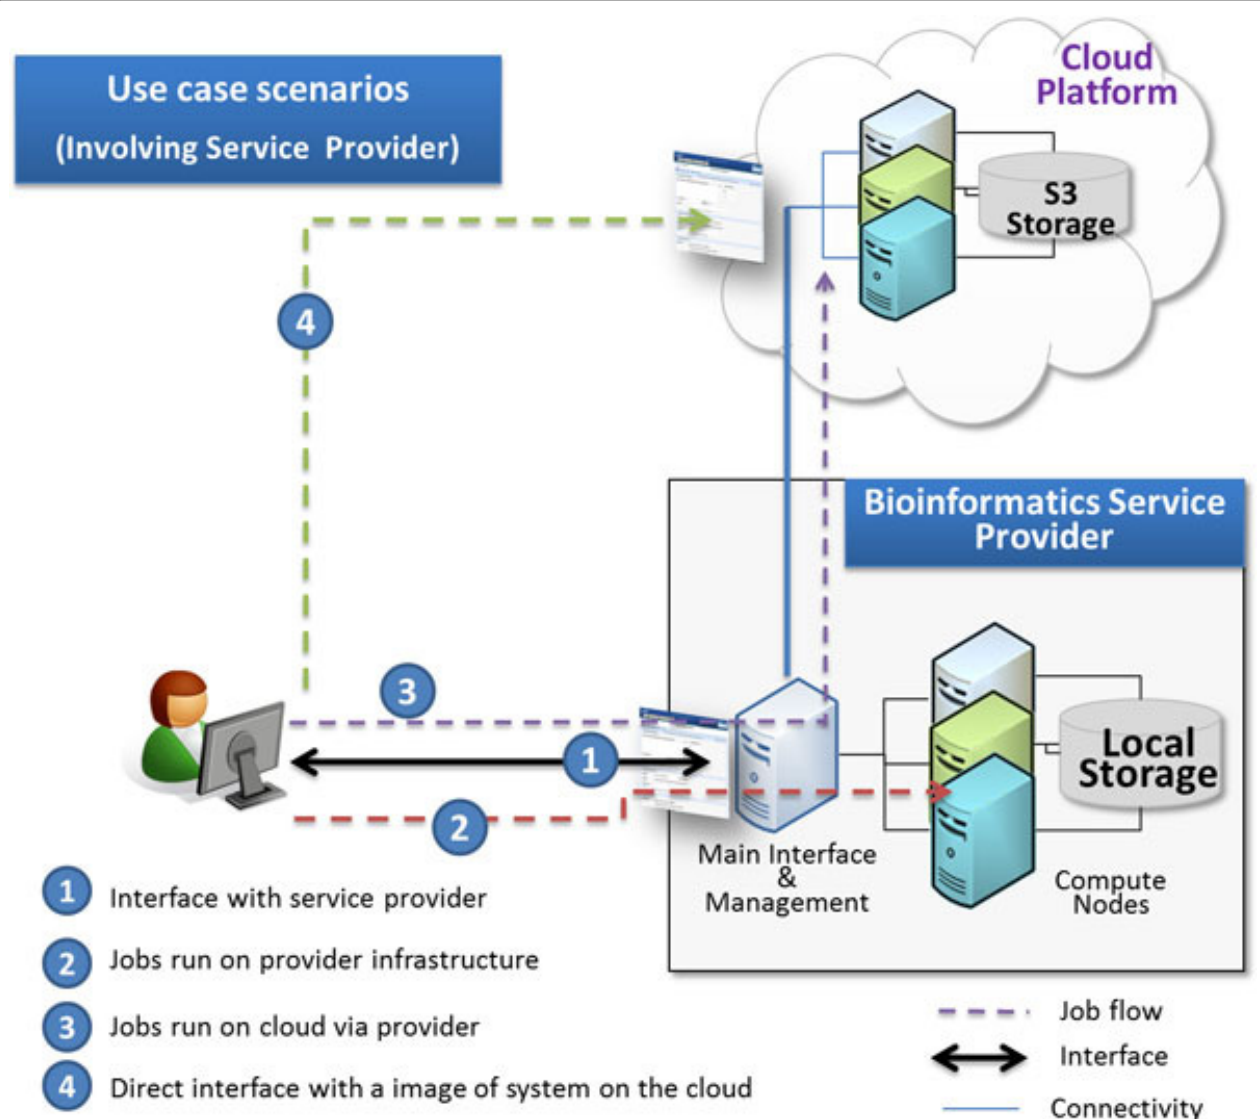 Use case scenarios
(Involving Service Provider)
Cloud
Platform
S3
Storage
4
Bioinformatics Service
Provider
3
1
2
Local
Storage
Main Interface
&
Management
Compute
Nodes
1 Interface with service provider
2 Jobs run on provider infrastructure
3 Jobs run on cloud via provider
4 Direct interface with a image of system on the cloud
Job flow
Interface
Connectivity